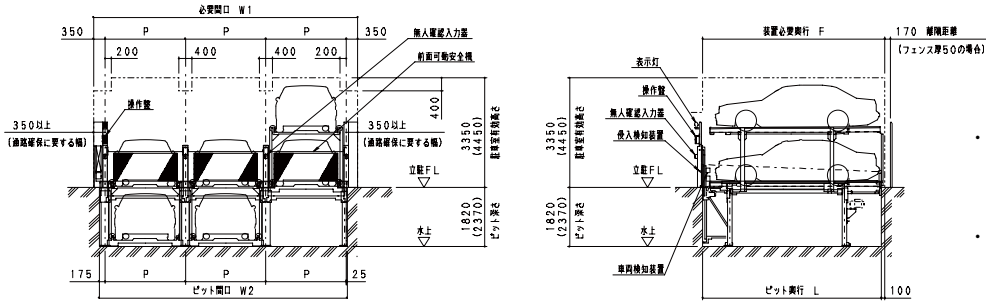 必要間口 W1
350 P P P 350
200 400 400 200
無人確認入力器
前面可動安全柵
操作盤
350以上
(通路確保に要する幅)
350以上
(通路確保に要する幅)
400
3350
(4450)
駐車室有効高さ
立駐FL
1820
(2370)
ピット深さ
水上
175 P P P 25
ピット間口 W2
装置必要奥行 F
170 離隔距離
(フェンス厚50の場合)
表示灯
操作盤
無人確認入力器
侵入検知装置
3350
(4450)
駐車室有効高さ
立駐FL
1820
(2370)
ピット深さ
水上
車両検知装置
ピット奥行 L
100